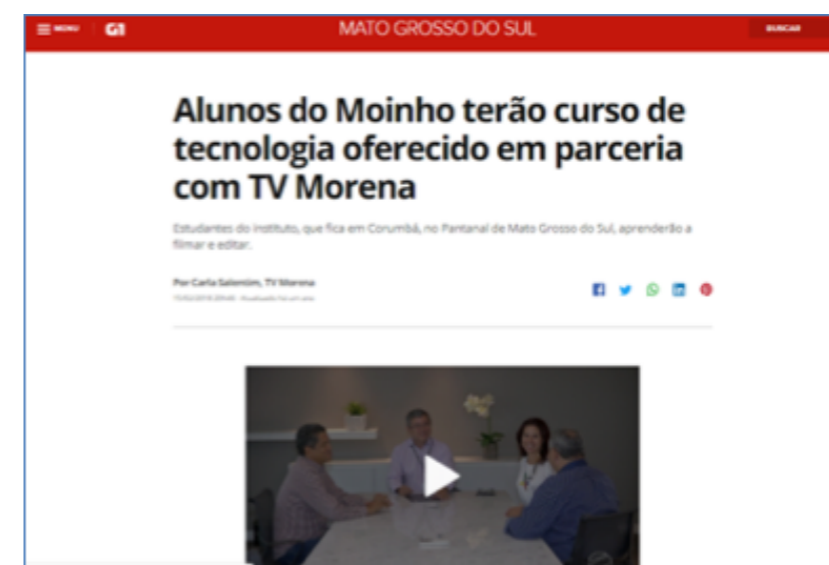 MENU G1 MATO GROSSO DO SUL BUSCAR
Alunos do Moinho terão curso de
tecnologia oferecido em parceria
com TV Morena
Estudantes do instituto, que fica em Corumbá, no Pantanal de Mato Grosso do Sul, aprenderão a
filmar e editar.
Por Carla Salentim, TV Morena